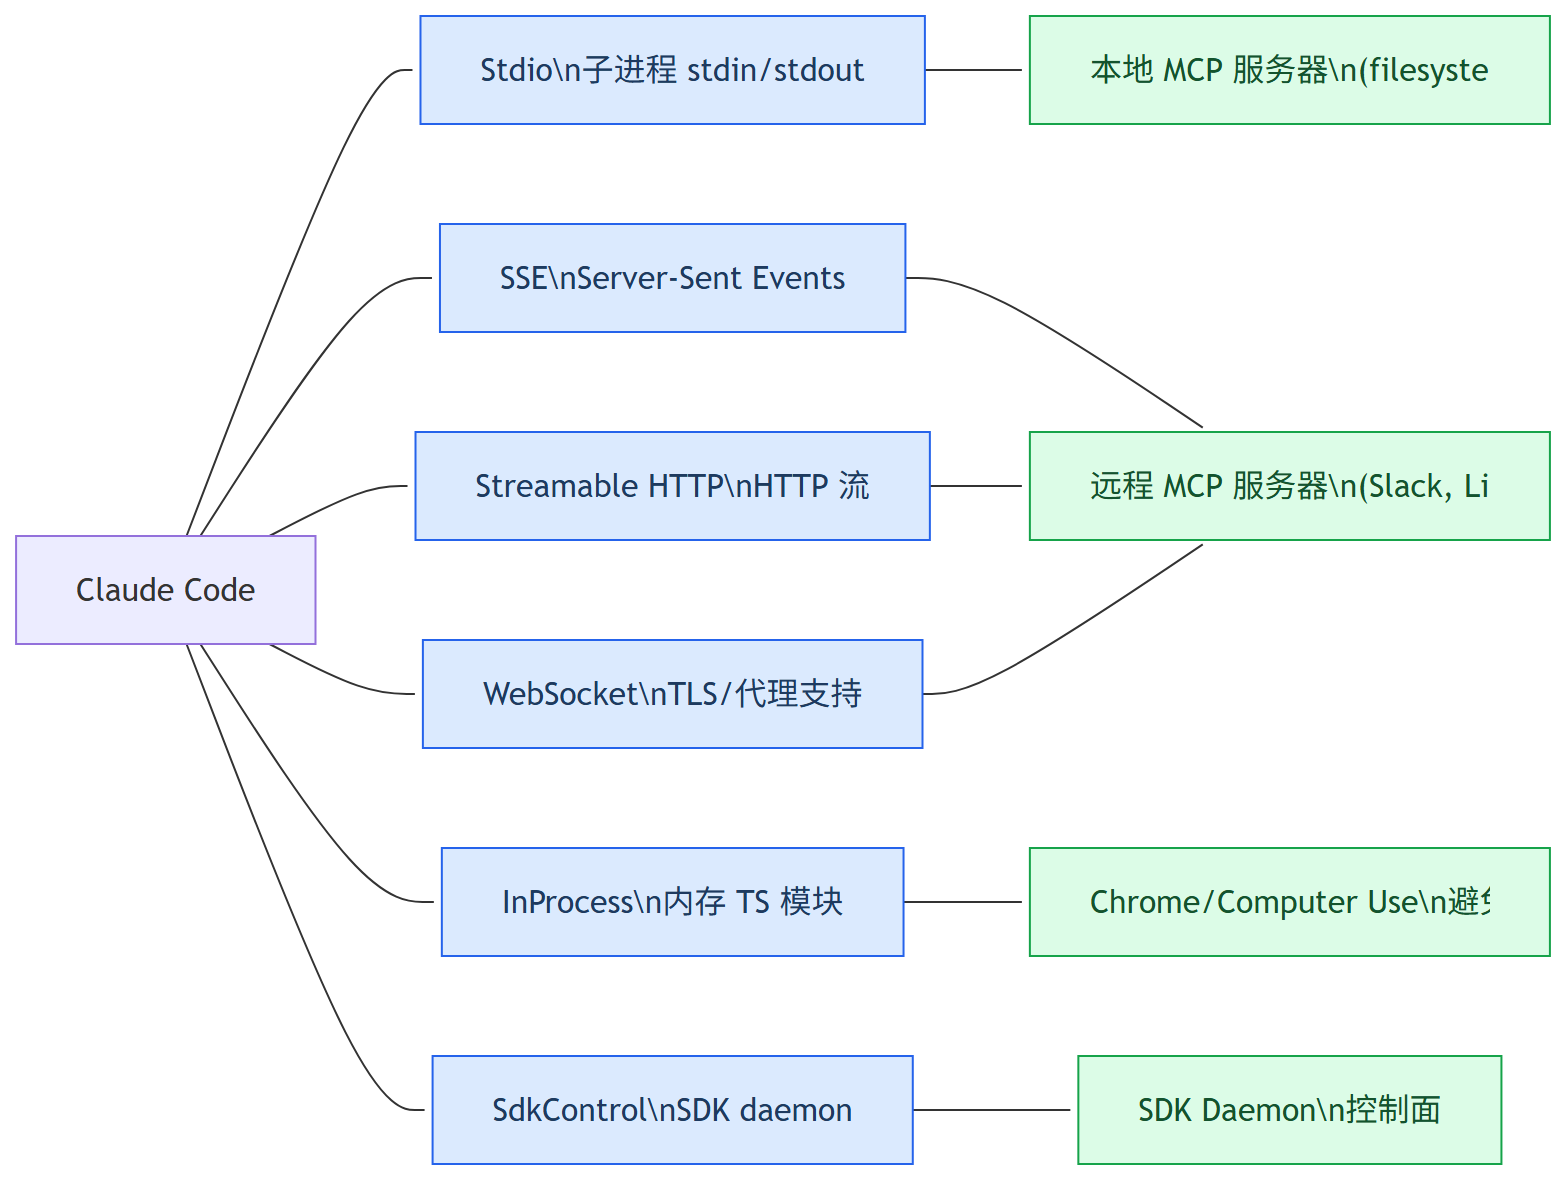 Stdio\n子进程 stdin/stdout
本地 MCP 服务器\n(filesyste
SSE\nServer-Sent Events
Streamable HTTP\nHTTP 流
远程 MCP 服务器\n(Slack, Li
Claude Code
WebSocket\nTLS/代理支持
InProcess\n内存 TS 模块
Chrome/Computer Use\n避
SdkControl\nSDK daemon
SDK Daemon\n控制面